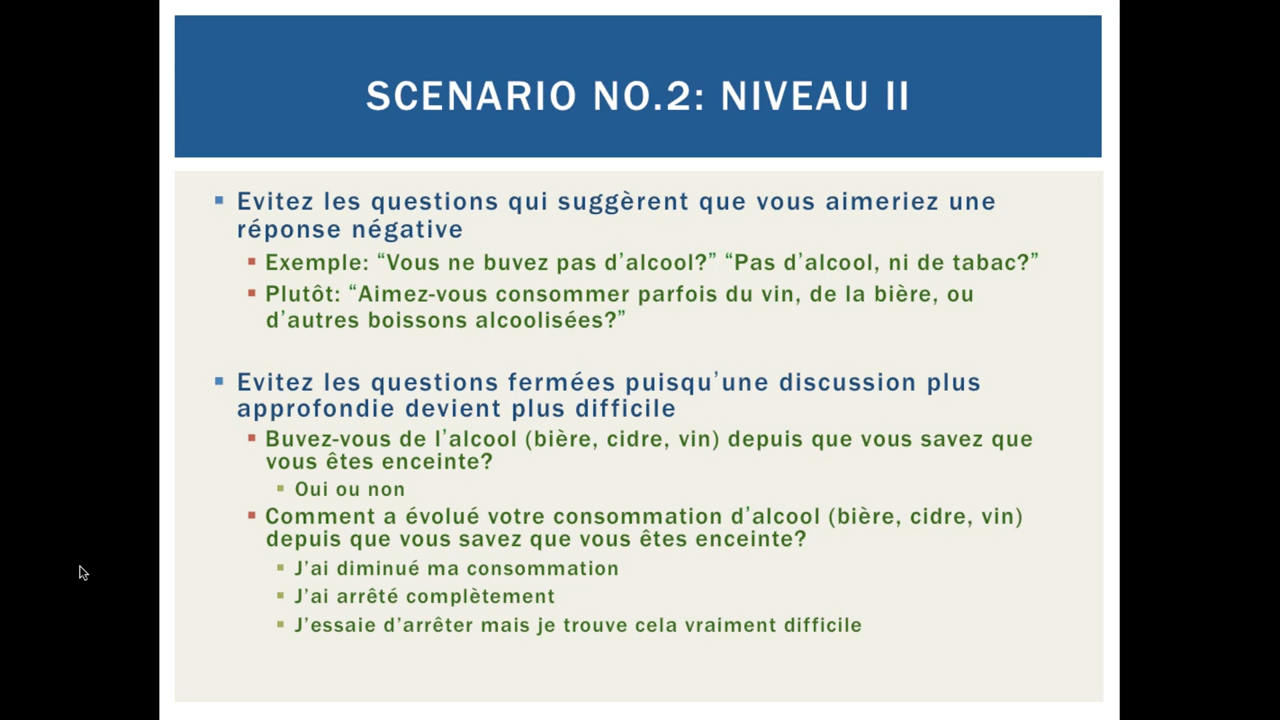 SCENARIO NO.2: NIVEAU II
Evitez les questions qui suggèrent que vous aimeriez une
réponse négative
Exemple: “Vous ne buvez pas d’alcool?” “Pas d’alcool, ni de tabac?”
Plutôt: “Aimez-vous consommer parfois du vin, de la bière, ou
d’autres boissons alcoolisées?”
Evitez les questions fermées puisqu’une discussion plus
approfondie devient plus difficile
Buvez-vous de l’alcool (bière, cidre, vin) depuis que vous savez que
vous êtes enceinte?
Oui ou non
Comment a évolué votre consommation d’alcool (bière, cidre, vin)
depuis que vous savez que vous êtes enceinte?
J’ai diminué ma consommation
J’ai arrêté complètement
J’essaie d’arrêter mais je trouve cela vraiment difficile